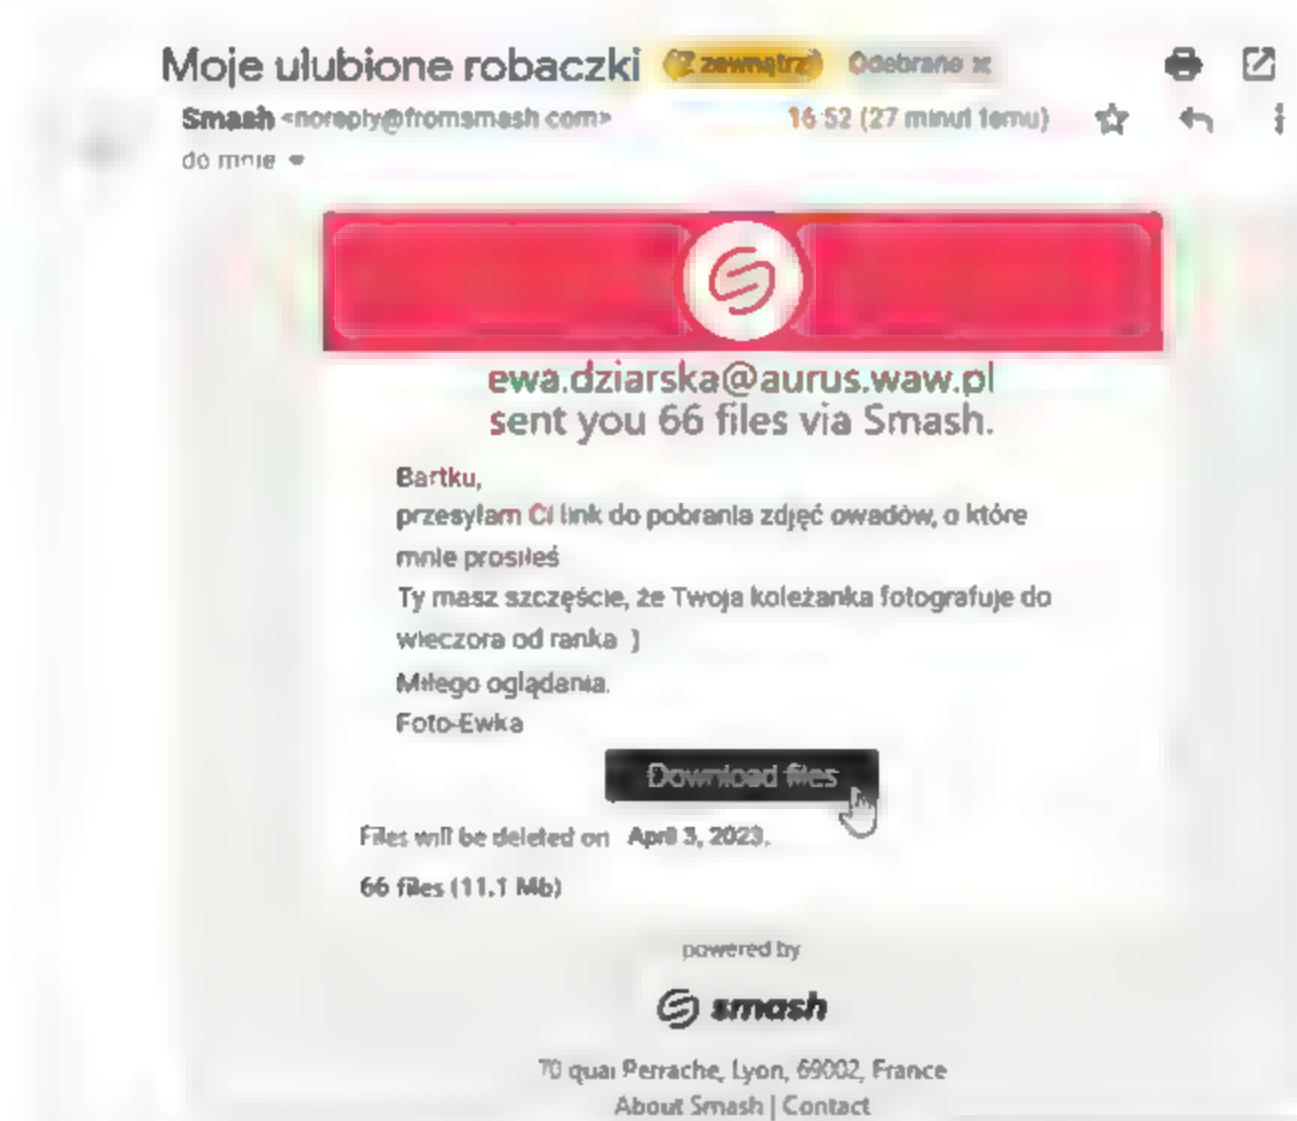 Moje ulubione robaczki (Z zewnątrz) Odebrane x
Smash <noreply@fromsmash.com> 16:52 (27 minut temu)
do mnie
ewa.dziarska@aurus.waw.pl
sent you 66 files via Smash.
Bartku,
przesyłam Ci link do pobrania zdjęć owadów, o które
mnie prosiłeś
Ty masz szczęście, że Twoja koleżanka fotografuje do
wieczora od ranka :)
Miłego oglądania.
Foto-Ewka
Download files
Files will be deleted on April 3, 2023.
66 files (11.1 Mb)
powered by
smash
70 quai Perrache, Lyon, 69002, France
About Smash | Contact